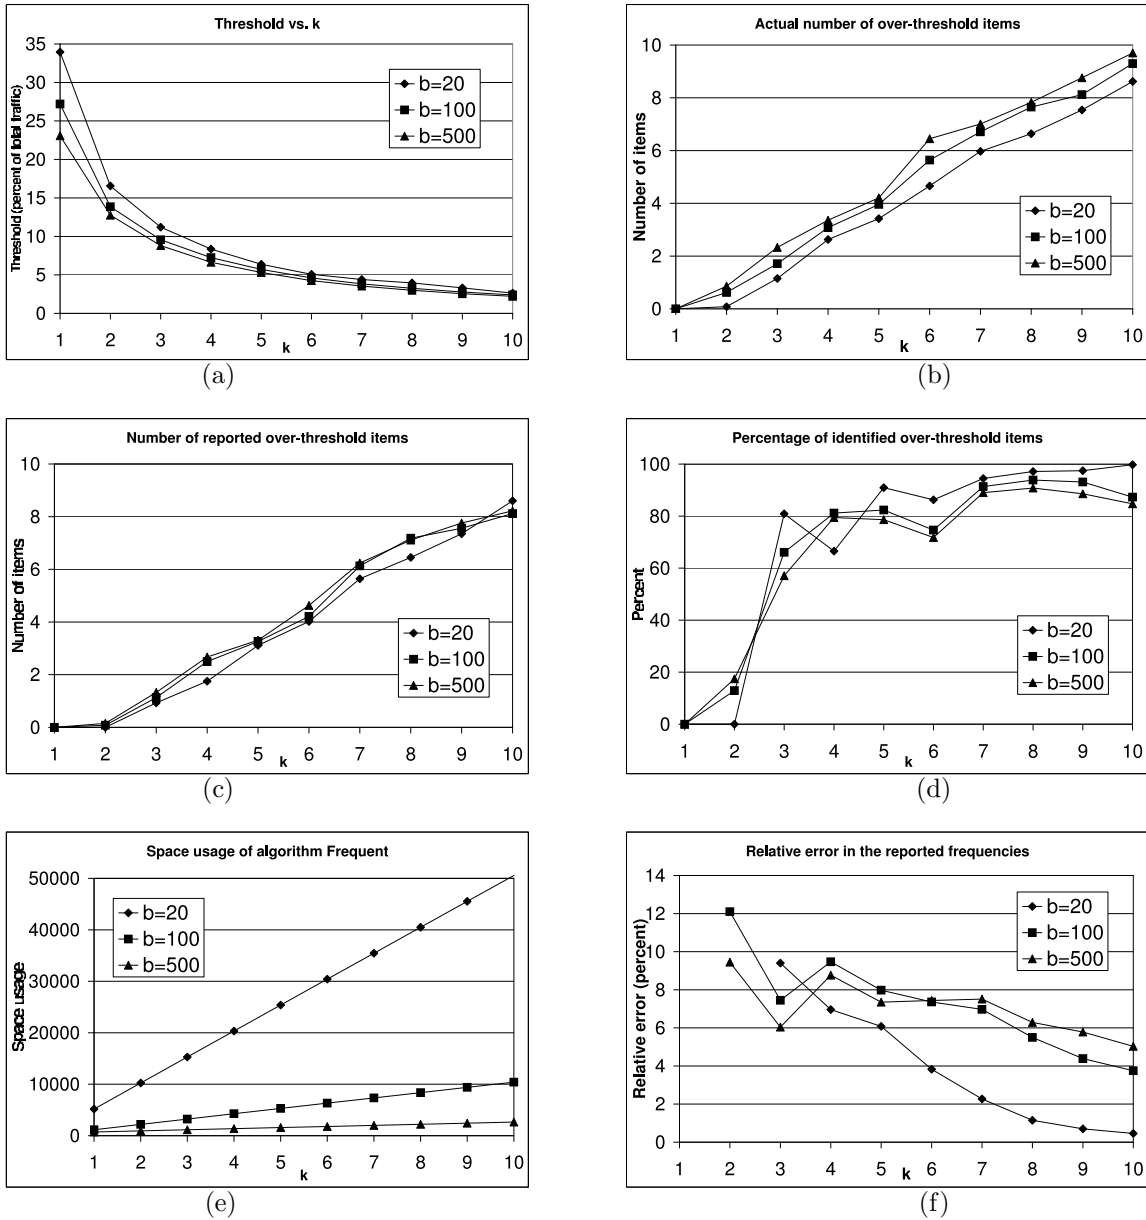 Threshold vs. k
Threshold (percent of total traffic)
35
30
25
20
15
10
5
0
b=20
b=100
b=500
1 2 3 4 5 6 7 8 9 10
k
(a)
Actual number of over-threshold items
Number of items
10
8
6
4
2
0
b=20
b=100
b=500
1 2 3 4 5 6 7 8 9 10
k
(b)
Number of reported over-threshold items
Number of items
10
8
6
4
2
0
b=20
b=100
b=500
1 2 3 4 5 6 7 8 9 10
k
(c)
Percentage of identified over-threshold items
Percent
100
80
60
40
20
0
b=20
b=100
b=500
1 2 3 4 5 6 7 8 9 10
k
(d)
Space usage of algorithm Frequent
Space usage
50000
40000
30000
20000
10000
0
b=20
b=100
b=500
1 2 3 4 5 6 7 8 9 10
k
(e)
Relative error in the reported frequencies
Relative error (percent)
14
12
10
8
6
4
2
0
b=20
b=100
b=500
1 2 3 4 5 6 7 8 9 10
k
(f)